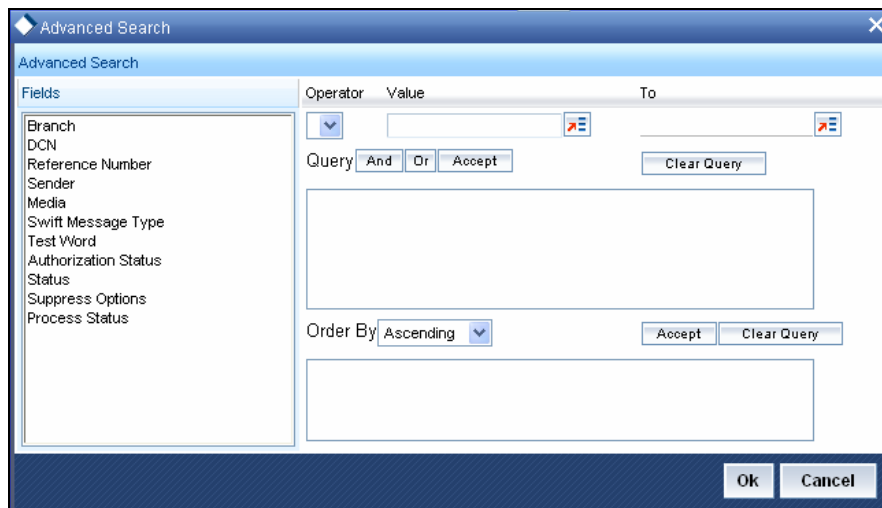 Advanced Search
Advanced Search
Fields
Operator Value To
Branch
DCN
Reference Number
Sender
Media
Swift Message Type
Test Word
Authorization Status
Status
Suppress Options
Process Status
Query And Or Accept Clear Query
Order By Ascending Accept Clear Query
Ok Cancel